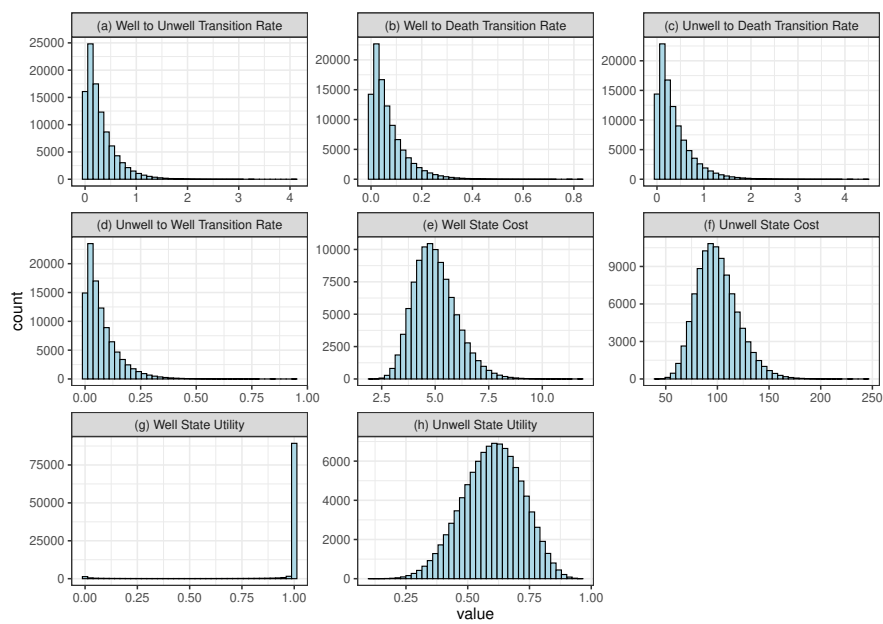 (a) Well to Unwell Transition Rate
(b) Well to Death Transition Rate
(c) Unwell to Death Transition Rate
25000
20000
15000
10000
5000
0
0 1 2 3 4
20000
15000
10000
5000
0
0.0 0.2 0.4 0.6 0.8
20000
15000
10000
5000
0
0 1 2 3 4
(d) Unwell to Well Transition Rate
(e) Well State Cost
(f) Unwell State Cost
20000
15000
10000
5000
0
0.00 0.25 0.50 0.75 1.00
10000
7500
5000
2500
0
2.5 5.0 7.5 10.0
9000
6000
3000
0
50 100 150 200 250
count
(g) Well State Utility
(h) Unwell State Utility
75000
50000
25000
0
0.00 0.25 0.50 0.75 1.00
6000
4000
2000
0
0.25 0.50 0.75 1.00
value